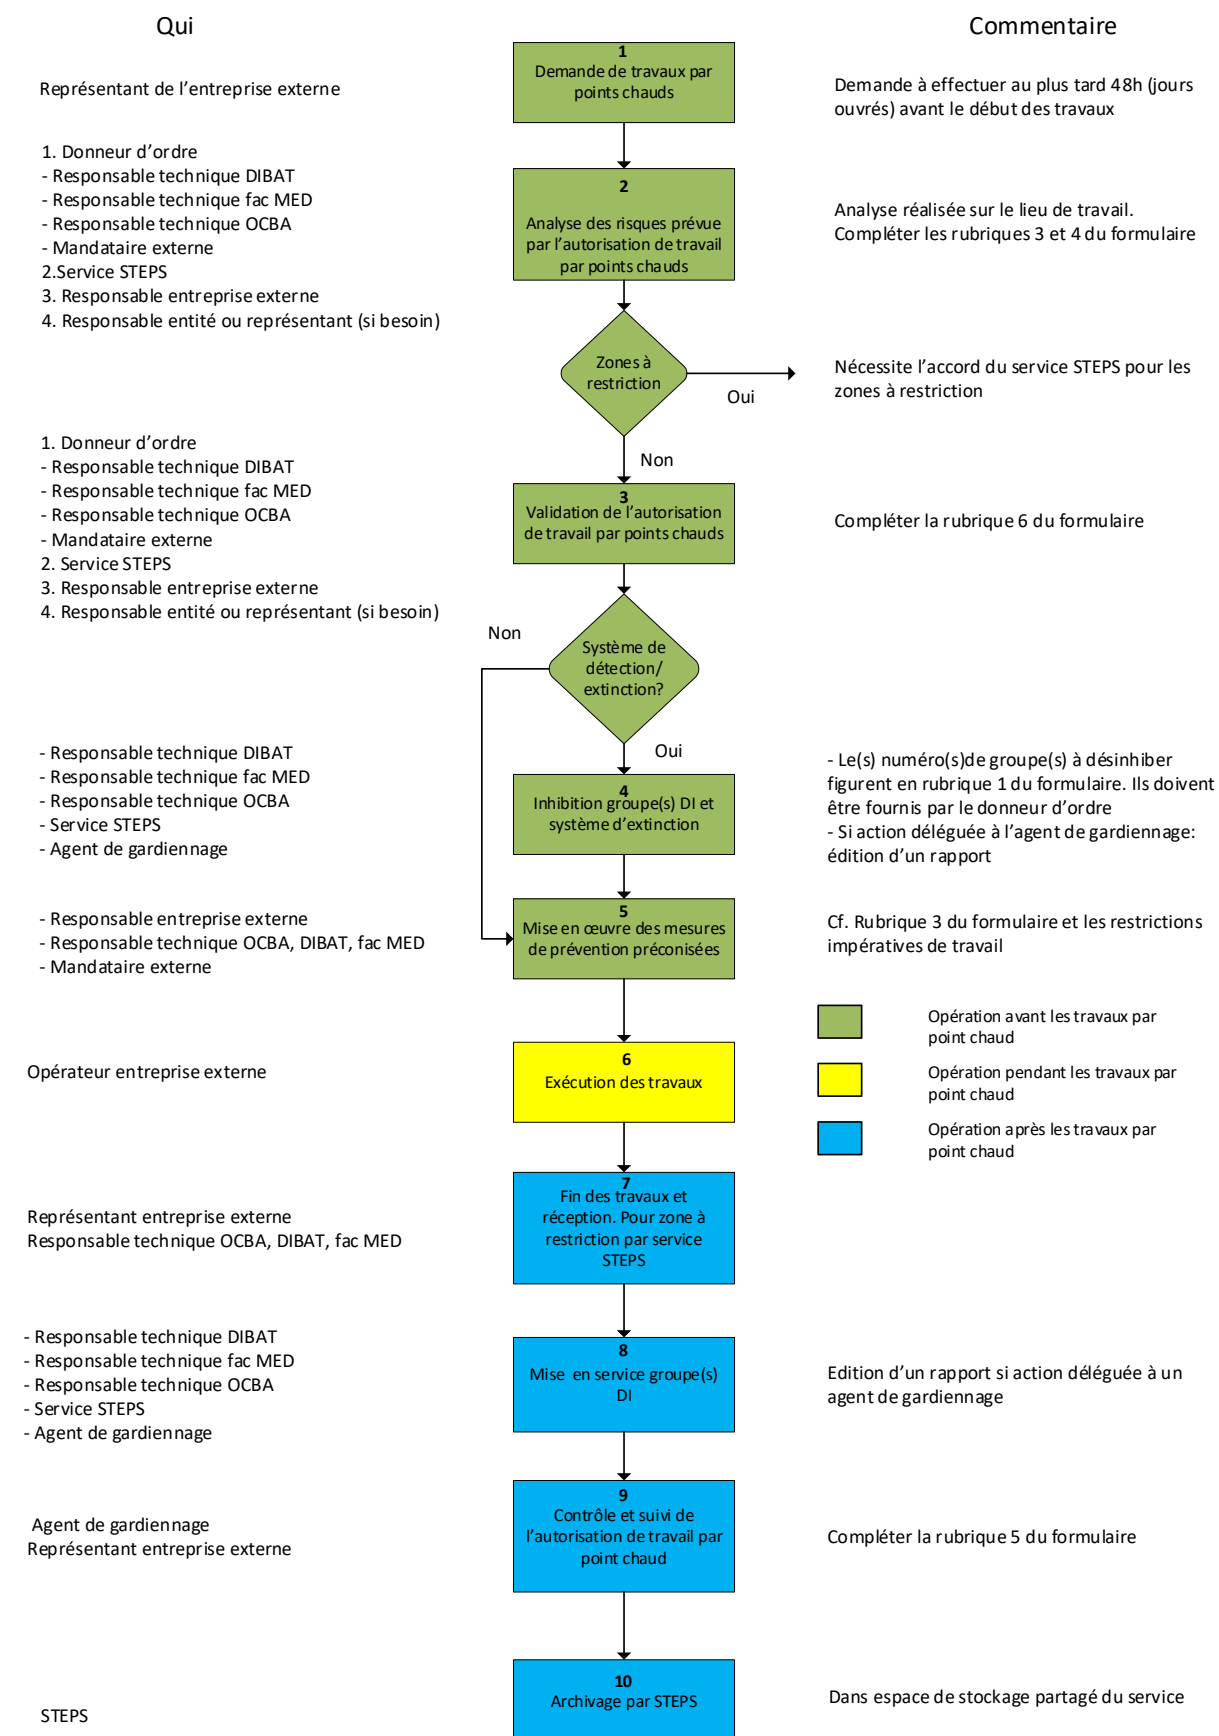 Qui
Commentaire
Représentant de l'entreprise externe
1
Demande de travaux par
points chauds
Demande à effectuer au plus tard 48h (jours
ouvrés) avant le début des travaux
1. Donneur d'ordre
- Responsable technique DIBAT
- Responsable technique fac MED
- Responsable technique OCBA
- Mandataire externe
2.Service STEPS
3. Responsable entreprise externe
4. Responsable entité ou représentant (si besoin)
2
Analyse des risques prévue
par l'autorisation de travail
par points chauds
Analyse réalisée sur le lieu de travail.
Compléter les rubriques 3 et 4 du formulaire
Zones à
restriction
Oui
Nécessite l'accord du service STEPS pour les
zones à restriction
Non
1. Donneur d'ordre
- Responsable technique DIBAT
- Responsable technique fac MED
- Responsable technique OCBA
- Mandataire externe
2. Service STEPS
3. Responsable entreprise externe
4. Responsable entité ou représentant (si besoin)
3
Validation de l'autorisation
de travail par points chauds
Compléter la rubrique 6 du formulaire
Non
Système de
détection/
extinction?
Oui
- Responsable technique DIBAT
- Responsable technique fac MED
- Responsable technique OCBA
- Service STEPS
- Agent de gardiennage
4
Inhibition groupe(s) DI et
système d'extinction
- Le(s) numéro(s)de groupe(s) à désinhiber
figurent en rubrique 1 du formulaire. Ils doivent
être fournis par le donneur d'ordre
- Si action déléguée à l'agent de gardiennage:
édition d'un rapport
- Responsable entreprise externe
- Responsable technique OCBA, DIBAT, fac MED
- Mandataire externe
5
Mise en œuvre des mesures
de prévention préconisées
Cf. Rubrique 3 du formulaire et les restrictions
impératives de travail
Opération avant les travaux par
point chaud
Opération pendant les travaux par
point chaud
Opération après les travaux par
point chaud
Opérateur entreprise externe
6
Exécution des travaux
Représentant entreprise externe
Responsable technique OCBA, DIBAT, fac MED
7
Fin des travaux et
réception. Pour zone à
restriction par service
STEPS
- Responsable technique DIBAT
- Responsable technique fac MED
- Responsable technique OCBA
- Service STEPS
- Agent de gardiennage
8
Mise en service groupe(s)
DI
Edition d'un rapport si action déléguée à un
agent de gardiennage
Agent de gardiennage
Représentant entreprise externe
9
Contrôle et suivi de
l'autorisation de travail par
point chaud
Compléter la rubrique 5 du formulaire
STEPS
10
Archivage par STEPS
Dans espace de stockage partagé du service